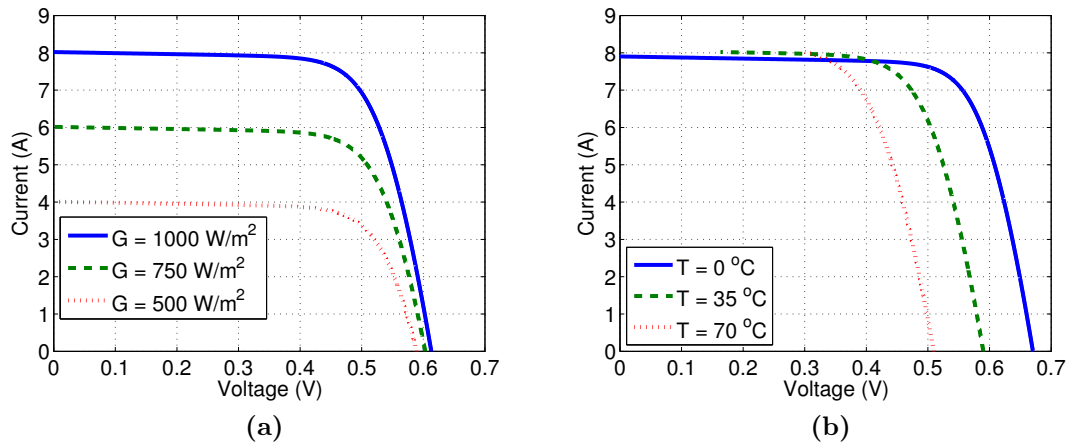 9
8
7
6
5
4
3
2
1
0
Current (A)
G = 1000 W/m²
G = 750 W/m²
G = 500 W/m²
0 0.1 0.2 0.3 0.4 0.5 0.6 0.7
Voltage (V)
(a)
9
8
7
6
5
4
3
2
1
0
Current (A)
T = 0 °C
T = 35 °C
T = 70 °C
0 0.1 0.2 0.3 0.4 0.5 0.6 0.7
Voltage (V)
(b)